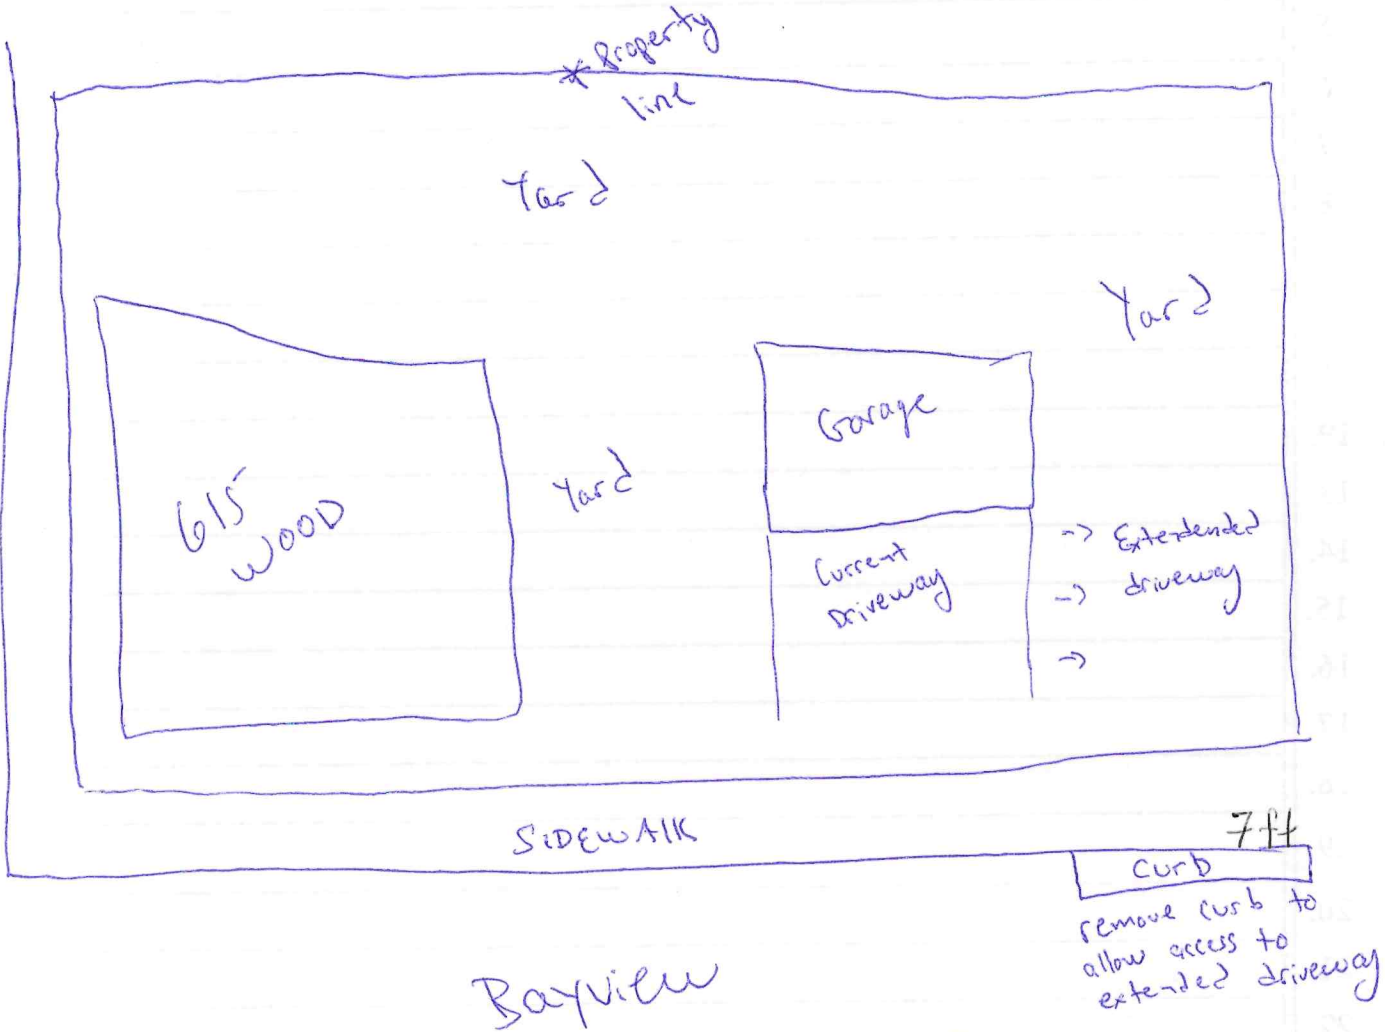 * Property
line
Yard
Yard
Garage
Yard
615
WOOD
Current
Driveway
-> Extendended
-> driveway
->
SIDEWALK
7ft
Curb
remove curb to
allow access to
extended driveway
Bayview